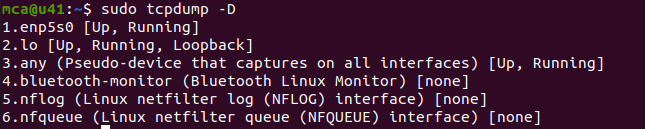 mca@u41:~$ sudo tcpdump -D
1.enp5s0 [Up, Running]
2.lo [Up, Running, Loopback]
3.any (Pseudo-device that captures on all interfaces) [Up, Running]
4.bluetooth-monitor (Bluetooth Linux Monitor) [none]
5.nflog (Linux netfilter log (NFLOG) interface) [none]
6.nfqueue (Linux netfilter queue (NFQUEUE) interface) [none]